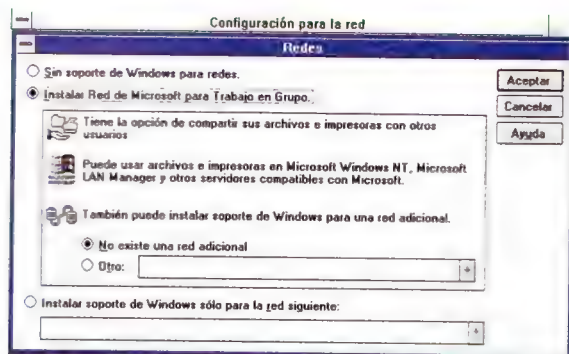 Configuración para la red
Redes
Sin soporte de Windows para redes.
Aceptar
Instalar Red de Microsoft para Trabajo en Grupo.
Cancelar
Tiene la opción de compartir sus archivos e impresoras con otros
usuarios
Ayuda
Puede usar archivos e impresoras en Microsoft Windows NT, Microsoft
LAN Manager y otros servidores compatibles con Microsoft.
También puede instalar soporte de Windows para una red adicional.
No existe una red adicional
Otro:
Instalar soporte de Windows sólo para la red siguiente: